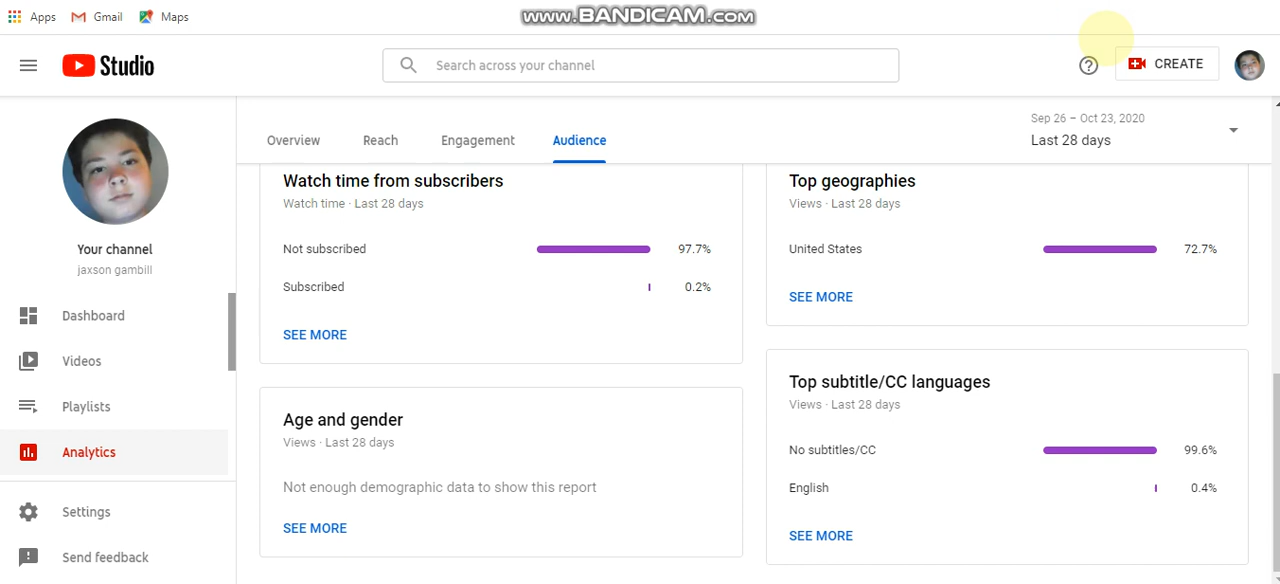 Apps Gmail Maps
www.BANDICAM.com
Studio
Search across your channel
CREATE
Your channel
jaxson gambill
Dashboard
Videos
Playlists
Analytics
Settings
Send feedback
Overview Reach Engagement Audience
Sep 26 – Oct 23, 2020
Last 28 days
Watch time from subscribers
Watch time · Last 28 days
Not subscribed 97.7%
Subscribed 0.2%
SEE MORE
Age and gender
Views · Last 28 days
Not enough demographic data to show this report
SEE MORE
Top geographies
Views · Last 28 days
United States 72.7%
SEE MORE
Top subtitle/CC languages
Views · Last 28 days
No subtitles/CC 99.6%
English 0.4%
SEE MORE